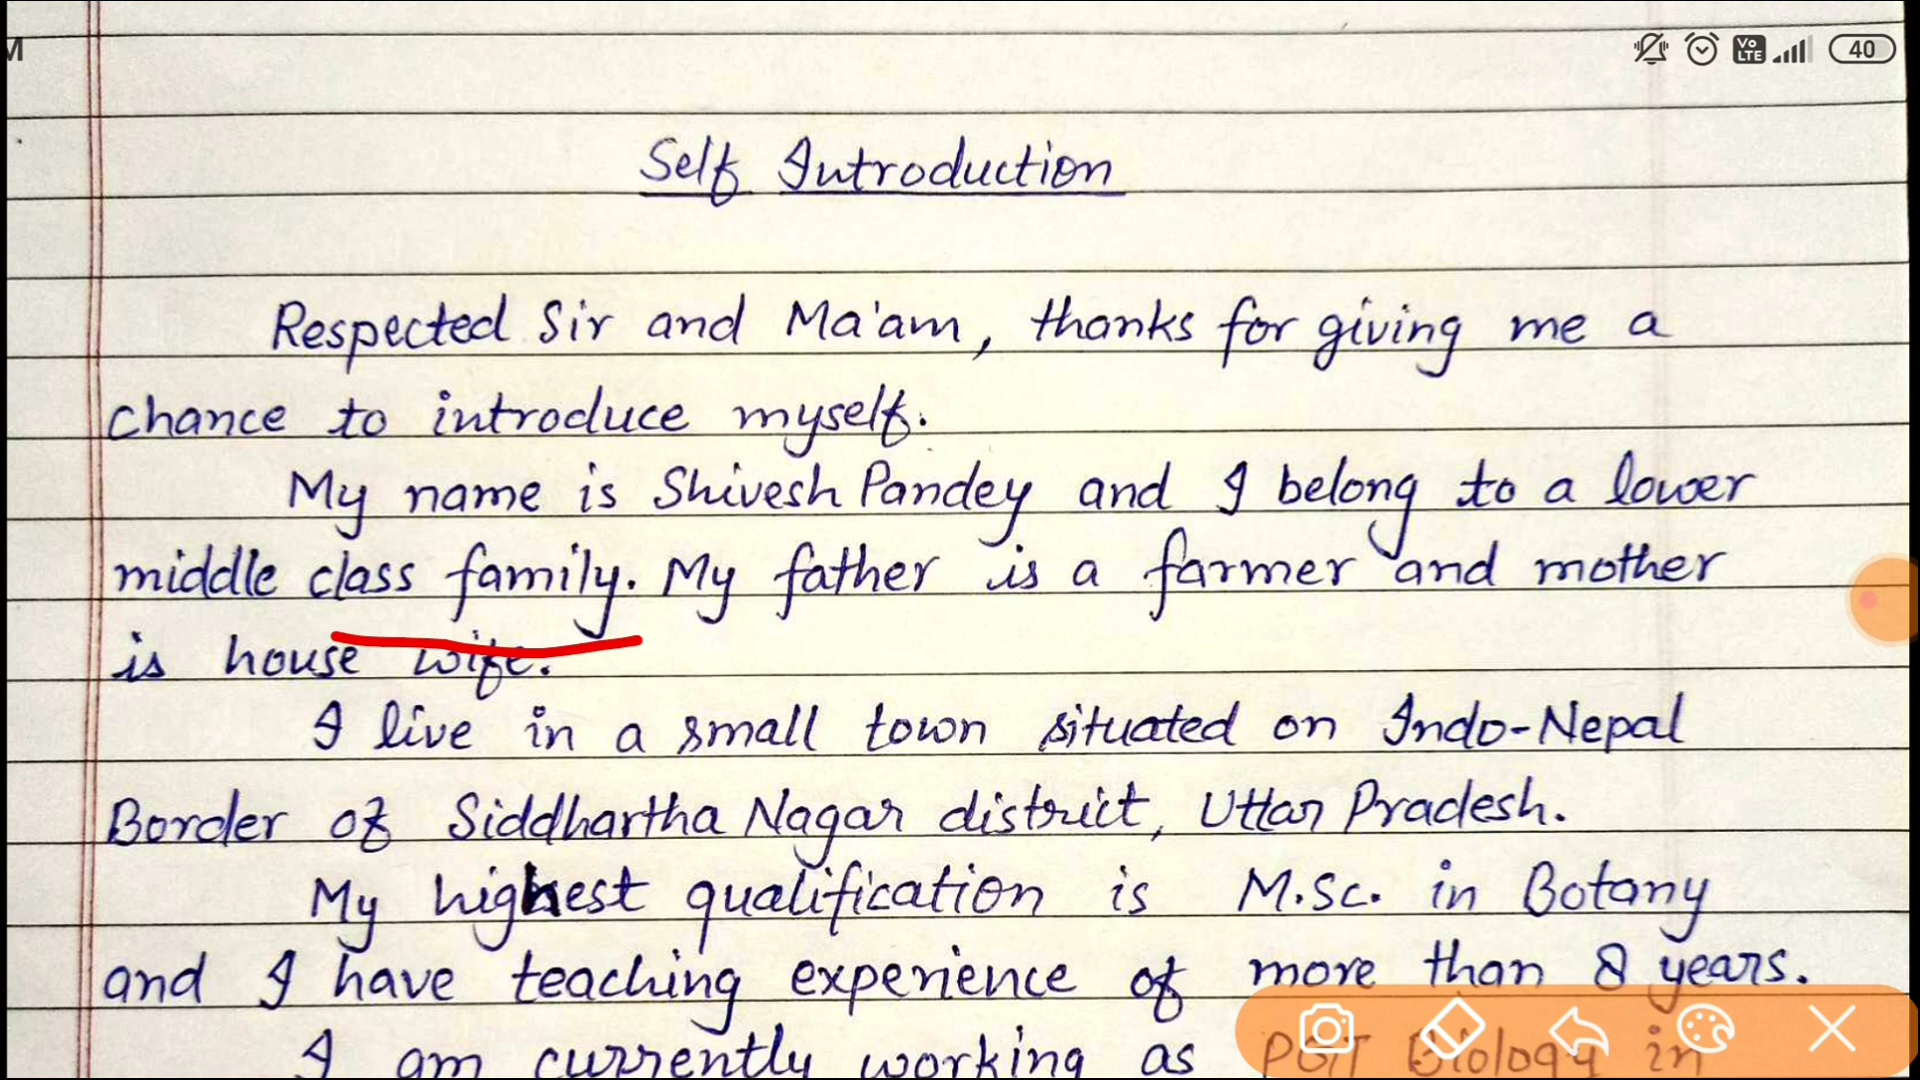 M
Vo LTE 40
Self Introduction
Respected Sir and Ma'am, thanks for giving me a
chance to introduce myself.
My name is Shivesh Pandey and I belong to a lower
middle class family. My father is a farmer and mother
is house wife.
I live in a small town situated on Indo-Nepal
Border of Siddhartha Nagar district, Uttar Pradesh.
My highest qualification is M.Sc. in Botany
and I have teaching experience of more than 8 years.
I am currently working as PGT Biology in